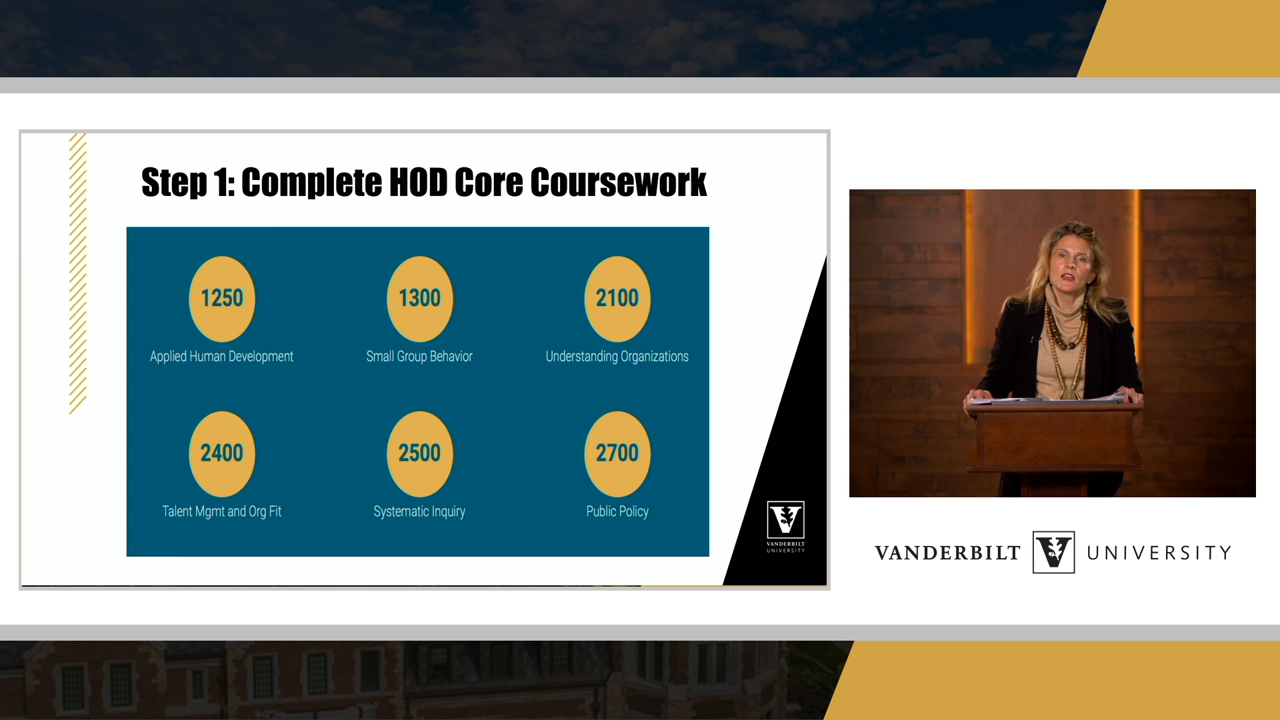 Step 1: Complete HOD Core Coursework
1250
1300
2100
Applied Human Development
Small Group Behavior
Understanding Organizations
2400
2500
2700
Talent Mgmt and Org Fit
Systematic Inquiry
Public Policy
V
VANDERBILT
UNIVERSITY
VANDERBILT V UNIVERSITY